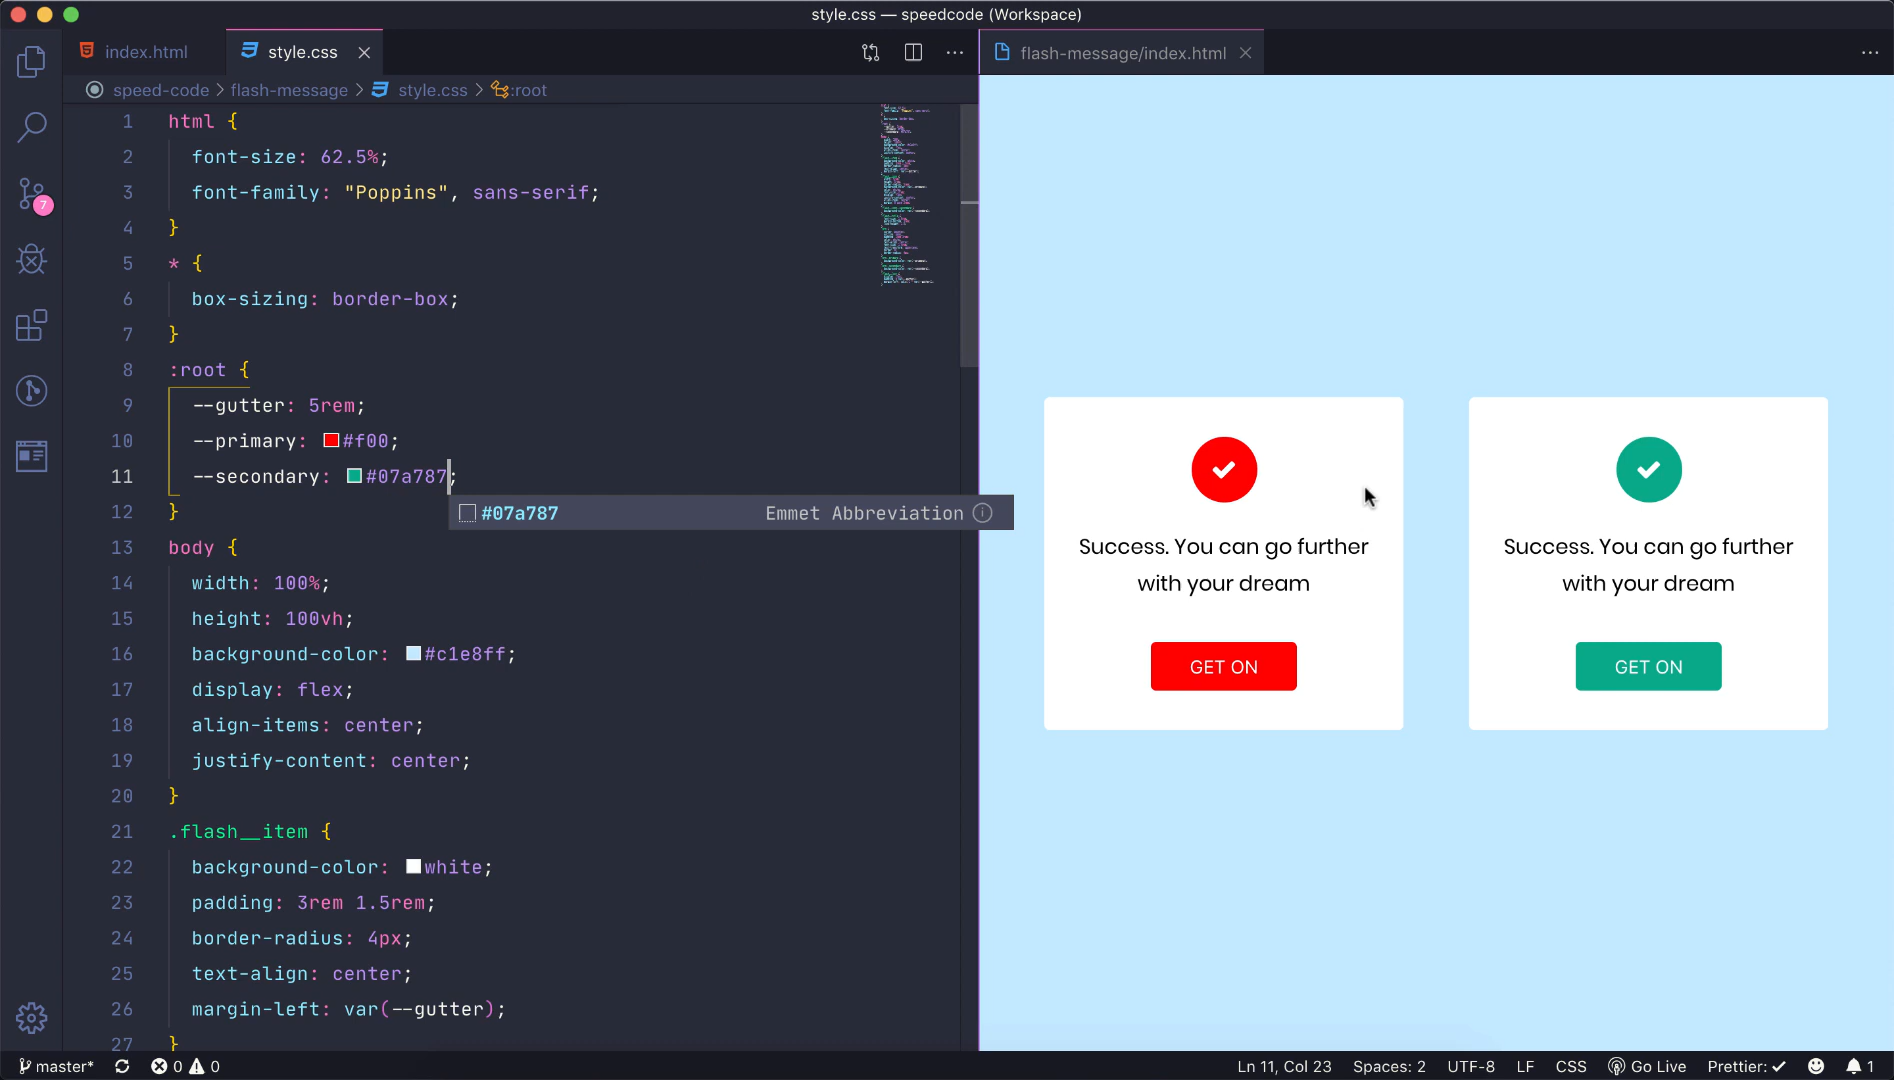 style.css — speedcode (Workspace)
index.html
style.css
flash-message/index.html
speed-code > flash-message > style.css > :root
1 html {
2 font-size: 62.5%;
3 font-family: "Poppins", sans-serif;
4 }
5 * {
6 box-sizing: border-box;
7 }
8 :root {
9 --gutter: 5rem;
10 --primary: #f00;
11 --secondary: #07a787;
#07a787 Emmet Abbreviation
12 }
13 body {
14 width: 100%;
15 height: 100vh;
16 background-color: #c1e8ff;
17 display: flex;
18 align-items: center;
19 justify-content: center;
20 }
21 .flash__item {
22 background-color: white;
23 padding: 3rem 1.5rem;
24 border-radius: 4px;
25 text-align: center;
26 margin-left: var(--gutter);
27 }
7
Success. You can go further
with your dream
GET ON
Success. You can go further
with your dream
GET ON
master* 0 0 Ln 11, Col 23 Spaces: 2 UTF-8 LF CSS Go Live Prettier: ✓ 1